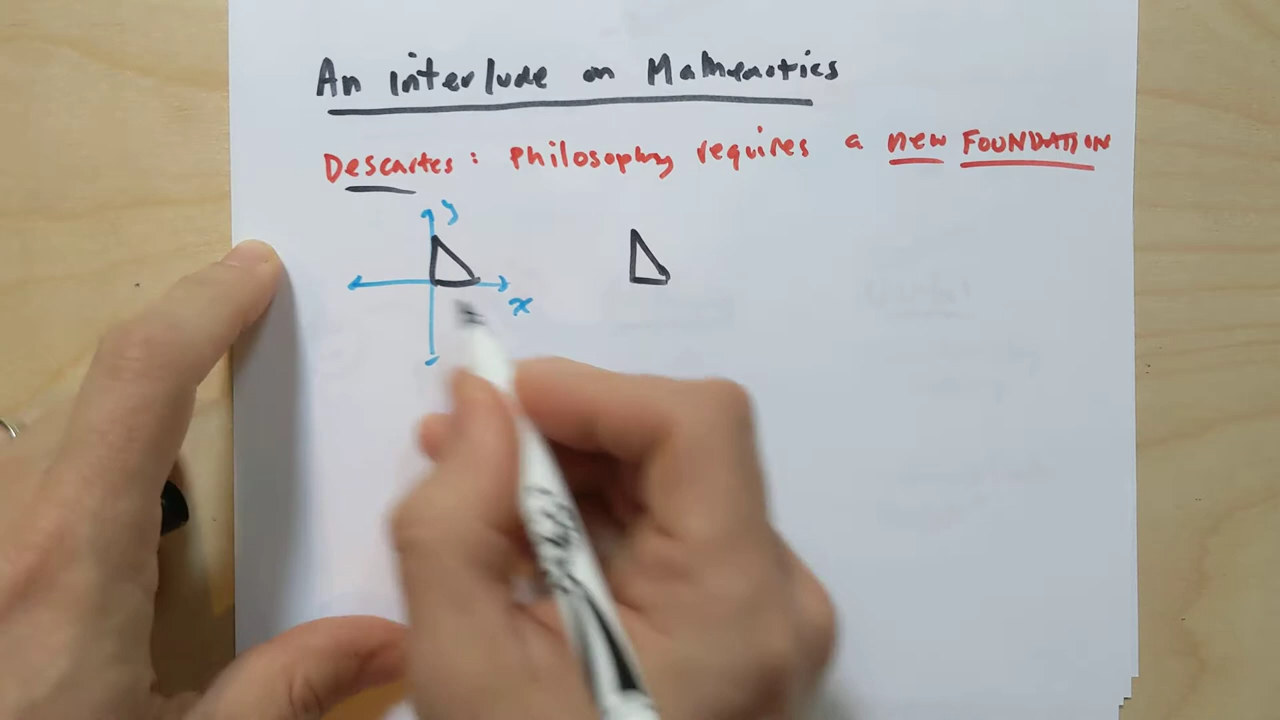 An interlude on Mathematics
Descartes: Philosophy requires a new FOUNDATION
y
x